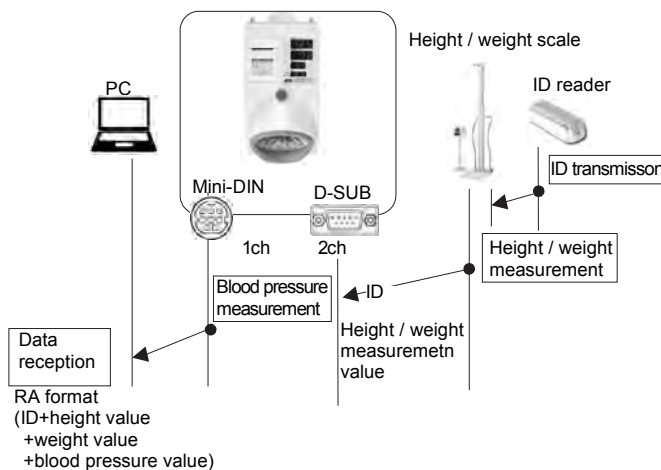 Height / weight scale
PC
ID reader
Mini-DIN
D-SUB
ID transmisson
1ch
2ch
Height / weight
measurement
Blood pressure
measurement
ID
Data
reception
Height / weight
measuremetn
value
RA format
(ID+height value
+weight value
+blood pressure value)